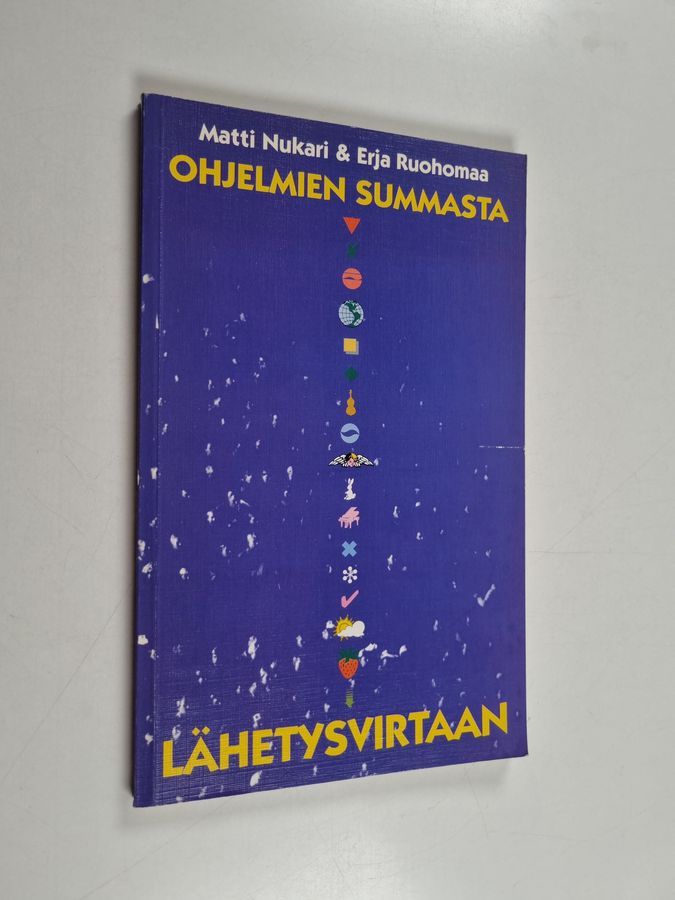 Matti Nukari & Erja Ruohomaa
OHJELMIEN SUMMASTA
LÄHETYSVIRTAAN